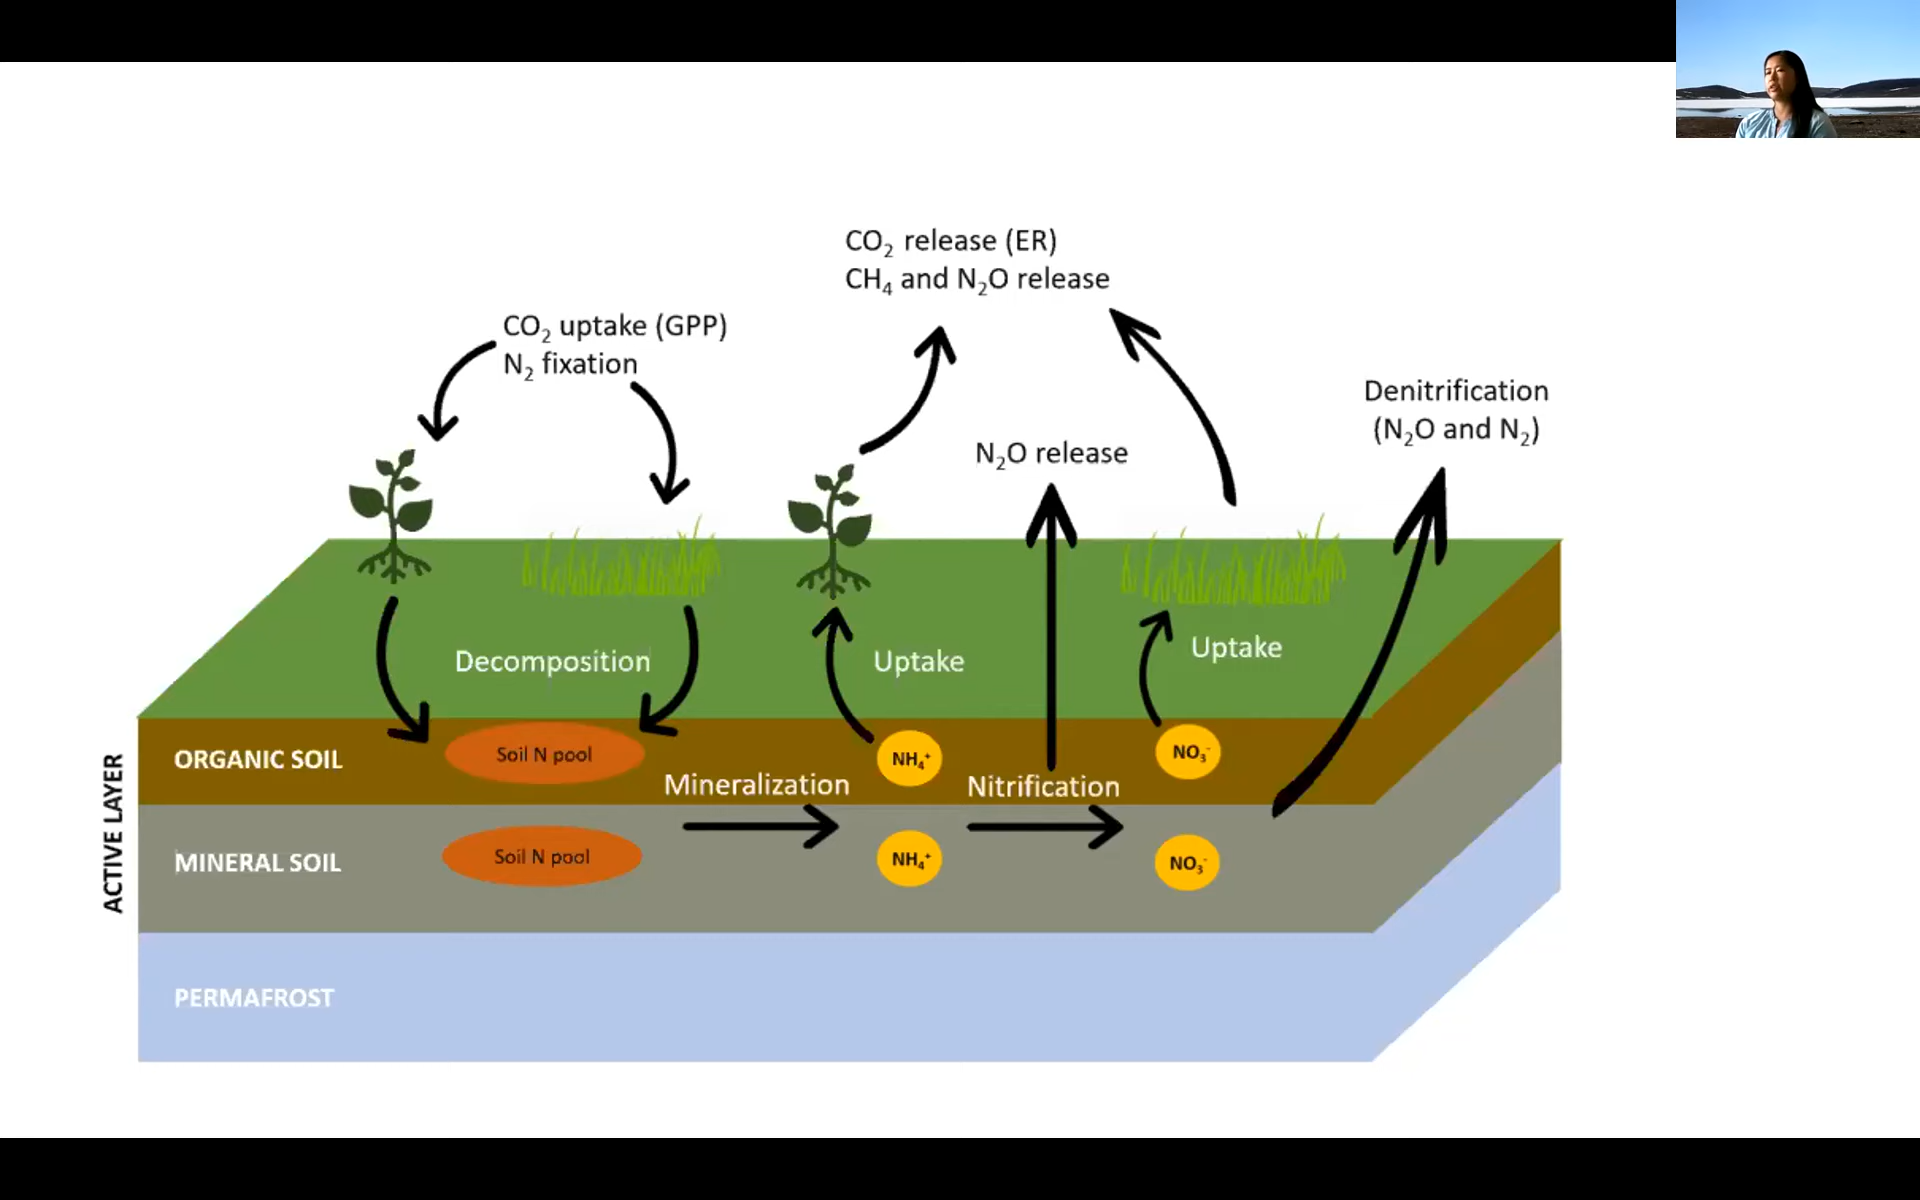 CO₂ release (ER)
CH₄ and N₂O release
CO₂ uptake (GPP)
N₂ fixation
Denitrification
(N₂O and N₂)
N₂O release
Decomposition
Uptake
Uptake
ACTIVE LAYER
ORGANIC SOIL
Soil N pool
NH₄⁺
NO₃⁻
Mineralization
Nitrification
MINERAL SOIL
Soil N pool
NH₄⁺
NO₃⁻
PERMAFROST